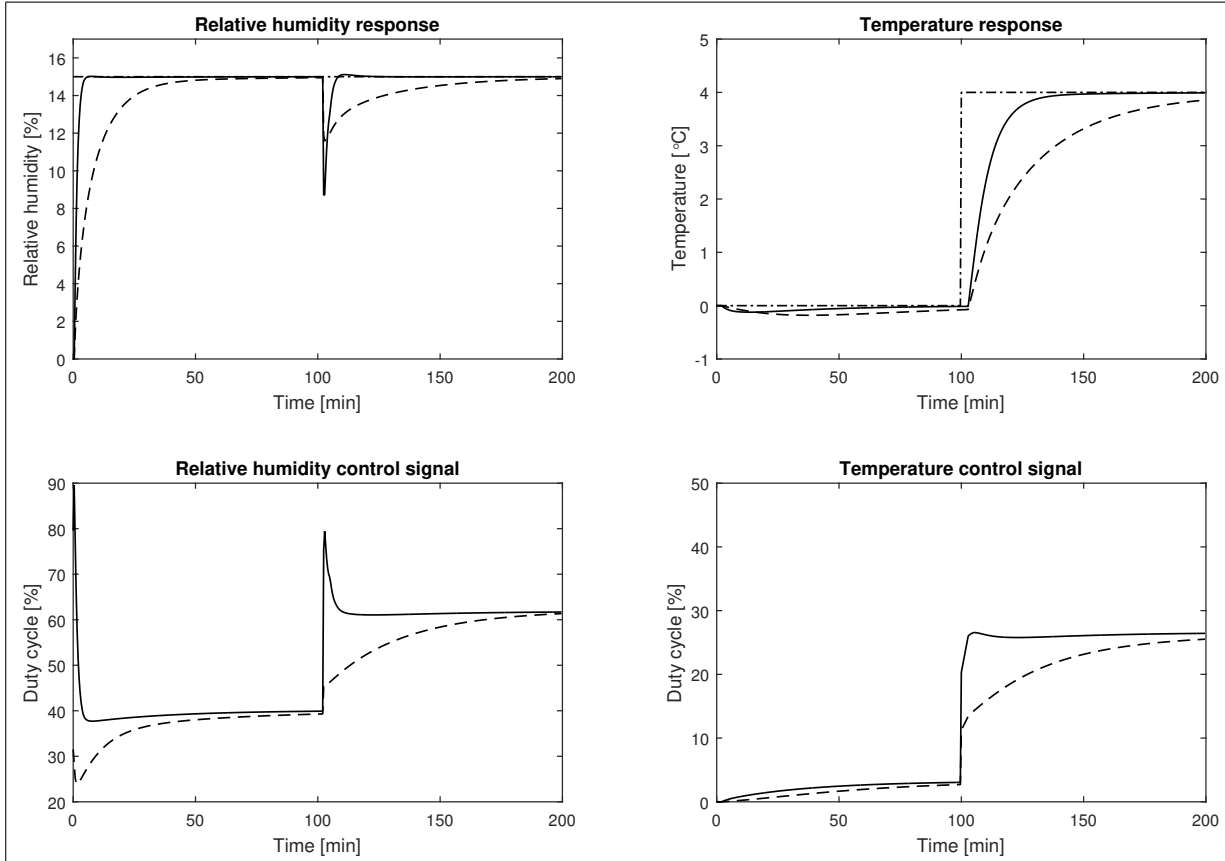 Relative humidity response
Relative humidity [%]
16
14
12
10
8
6
4
2
0
0 50 100 150 200
Time [min]
Temperature response
Temperature [ °C]
5
4
3
2
1
0
-1
0 50 100 150 200
Time [min]
Relative humidity control signal
Duty cycle [%]
90
80
70
60
50
40
30
20
0 50 100 150 200
Time [min]
Temperature control signal
Duty cycle [%]
50
40
30
20
10
0
0 50 100 150 200
Time [min]